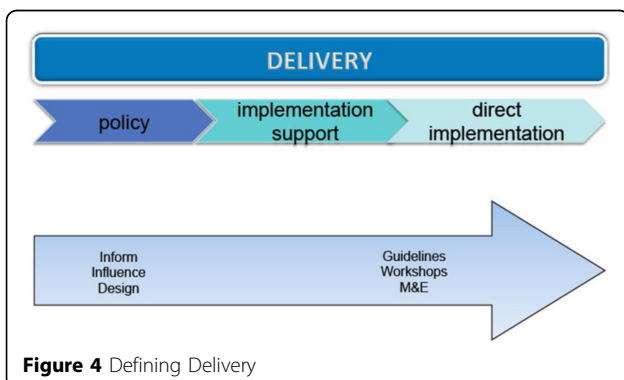 DELIVERY
policy
implementation
support
direct
implementation
Inform
Influence
Design
Guidelines
Workshops
M&E
Figure 4 Defining Delivery